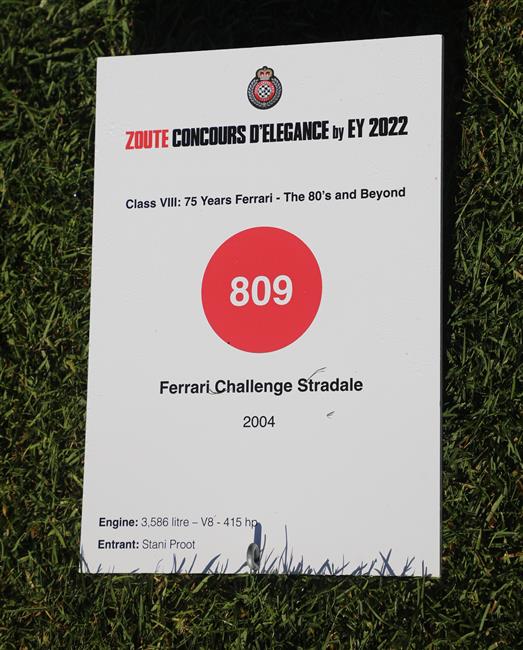 ZOUTE CONCOURS D'ELEGANCE by EY 2022
Class VIII: 75 Years Ferrari - The 80's and Beyond
809
Ferrari Challenge Stradale
2004
Engine: 3,586 litre – V8 - 415 hp
Entrant: Stani Proot